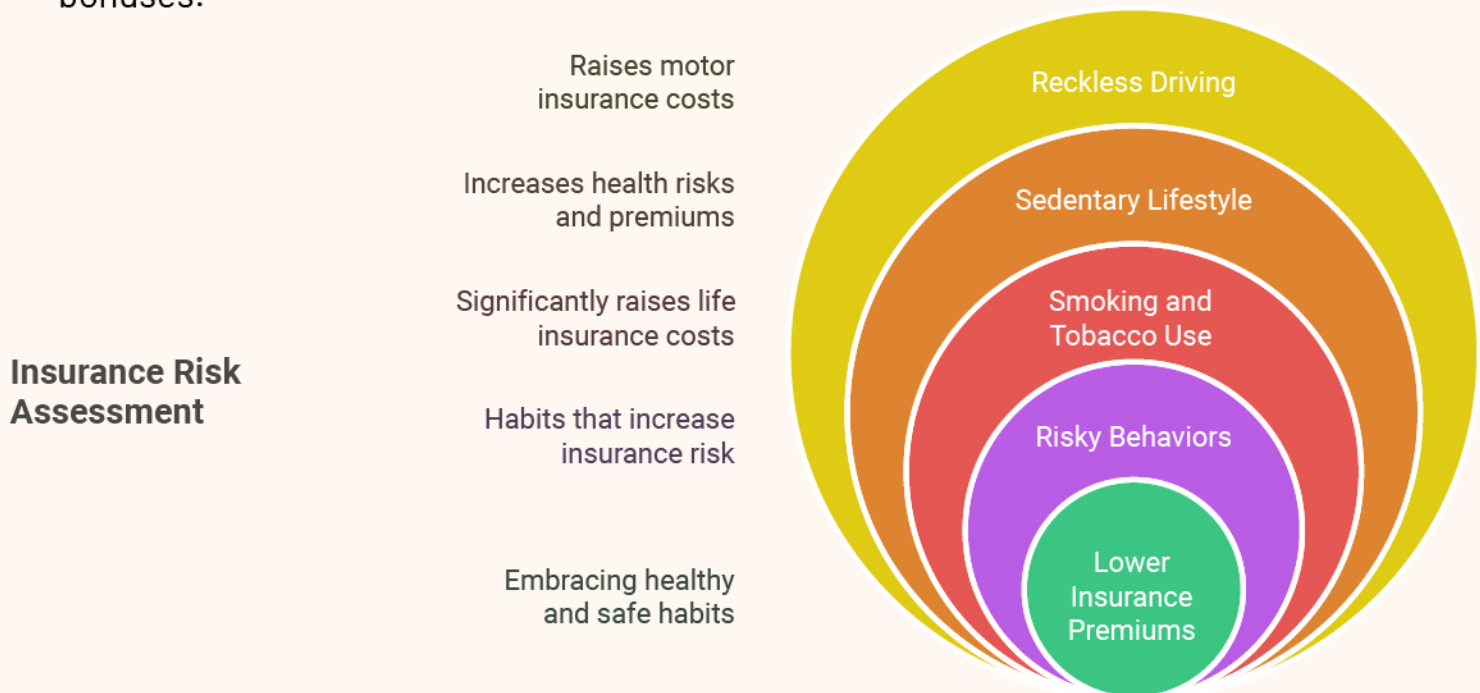 bonuses.
Raises motor
insurance costs
Reckless Driving
Increases health risks
and premiums
Sedentary Lifestyle
Significantly raises life
insurance costs
Smoking and
Tobacco Use
Insurance Risk
Assessment
Habits that increase
insurance risk
Risky Behaviors
Embracing healthy
and safe habits
Lower
Insurance
Premiums